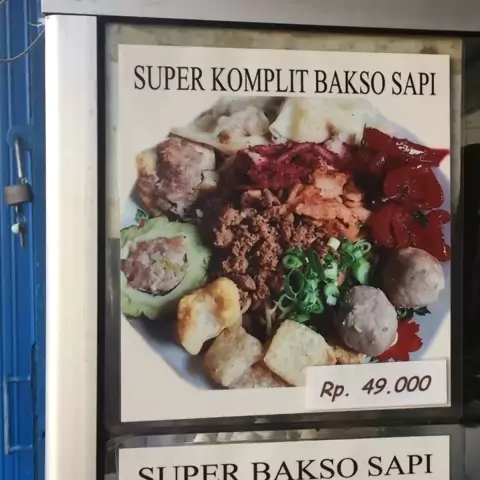 SUPER KOMPLIT BAKSO SAPI
Rp. 49.000
SUPER BAKSO SAPI